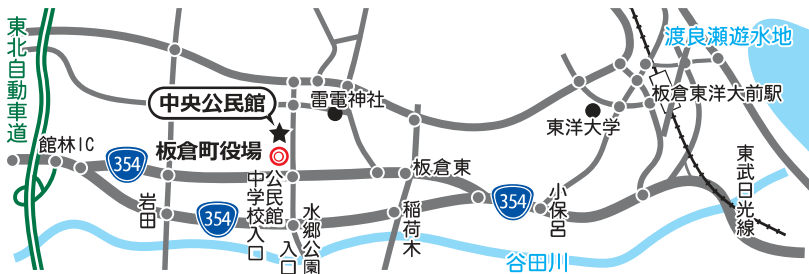 東北自動車道
渡良瀬遊水地
中央公民館
雷電神社
板倉東洋大前駅
東洋大学
館林IC
354
板倉町役場
板倉東
岩田
354
公民館
中学校入口
水郷公園
入口
稲荷木
354
小保呂
東武日光線
谷田川